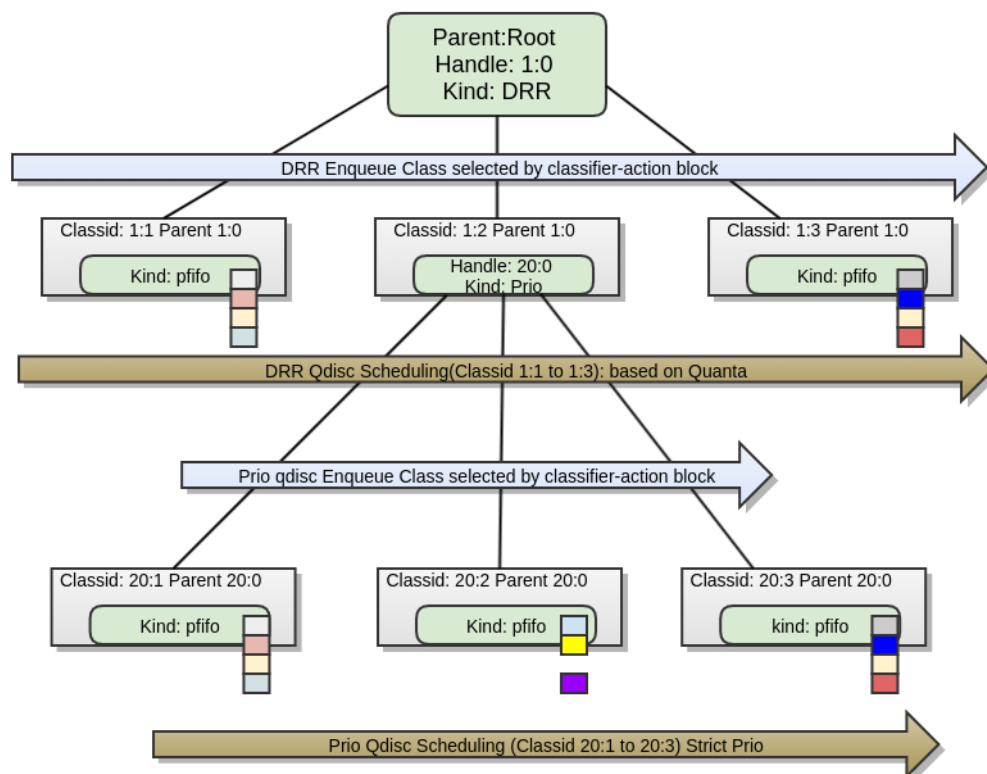 Parent:Root
Handle: 1:0
Kind: DRR
DRR Enqueue Class selected by classifier-action block
Classid: 1:1 Parent 1:0
Kind: pfifo
Classid: 1:2 Parent 1:0
Handle: 20:0
Kind: Prio
Classid: 1:3 Parent 1:0
Kind: pfifo
DRR Qdisc Scheduling(Classid 1:1 to 1:3): based on Quanta
Prio qdisc Enqueue Class selected by classifier-action block
Classid: 20:1 Parent 20:0
Kind: pfifo
Classid: 20:2 Parent 20:0
Kind: pfifo
Classid: 20:3 Parent 20:0
kind: pfifo
Prio Qdisc Scheduling (Classid 20:1 to 20:3) Strict Prio